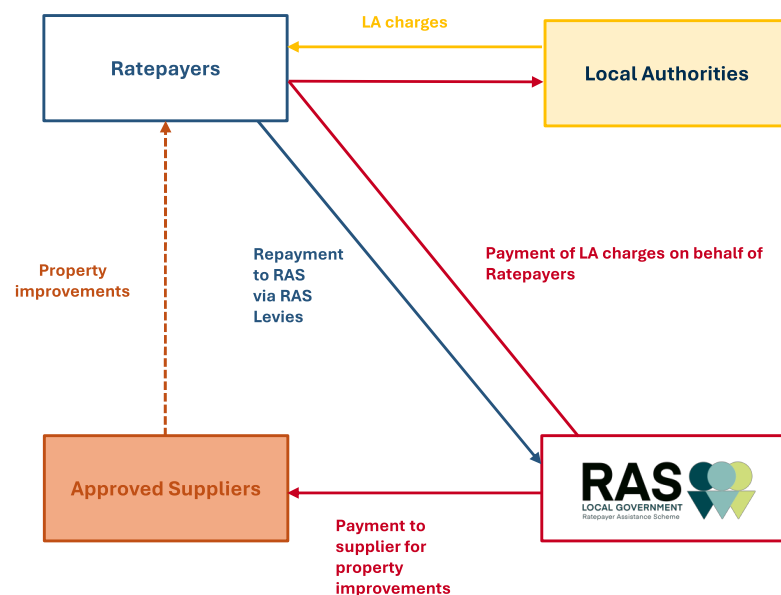 LA charges
Ratepayers
Local Authorities
Repayment
to RAS
via RAS
Levies
Payment of LA charges on behalf of
Ratepayers
Property
improvements
Approved Suppliers
RAS
LOCAL GOVERNMENT
Ratepayer Assistance Scheme
Payment to
supplier for
property
improvements